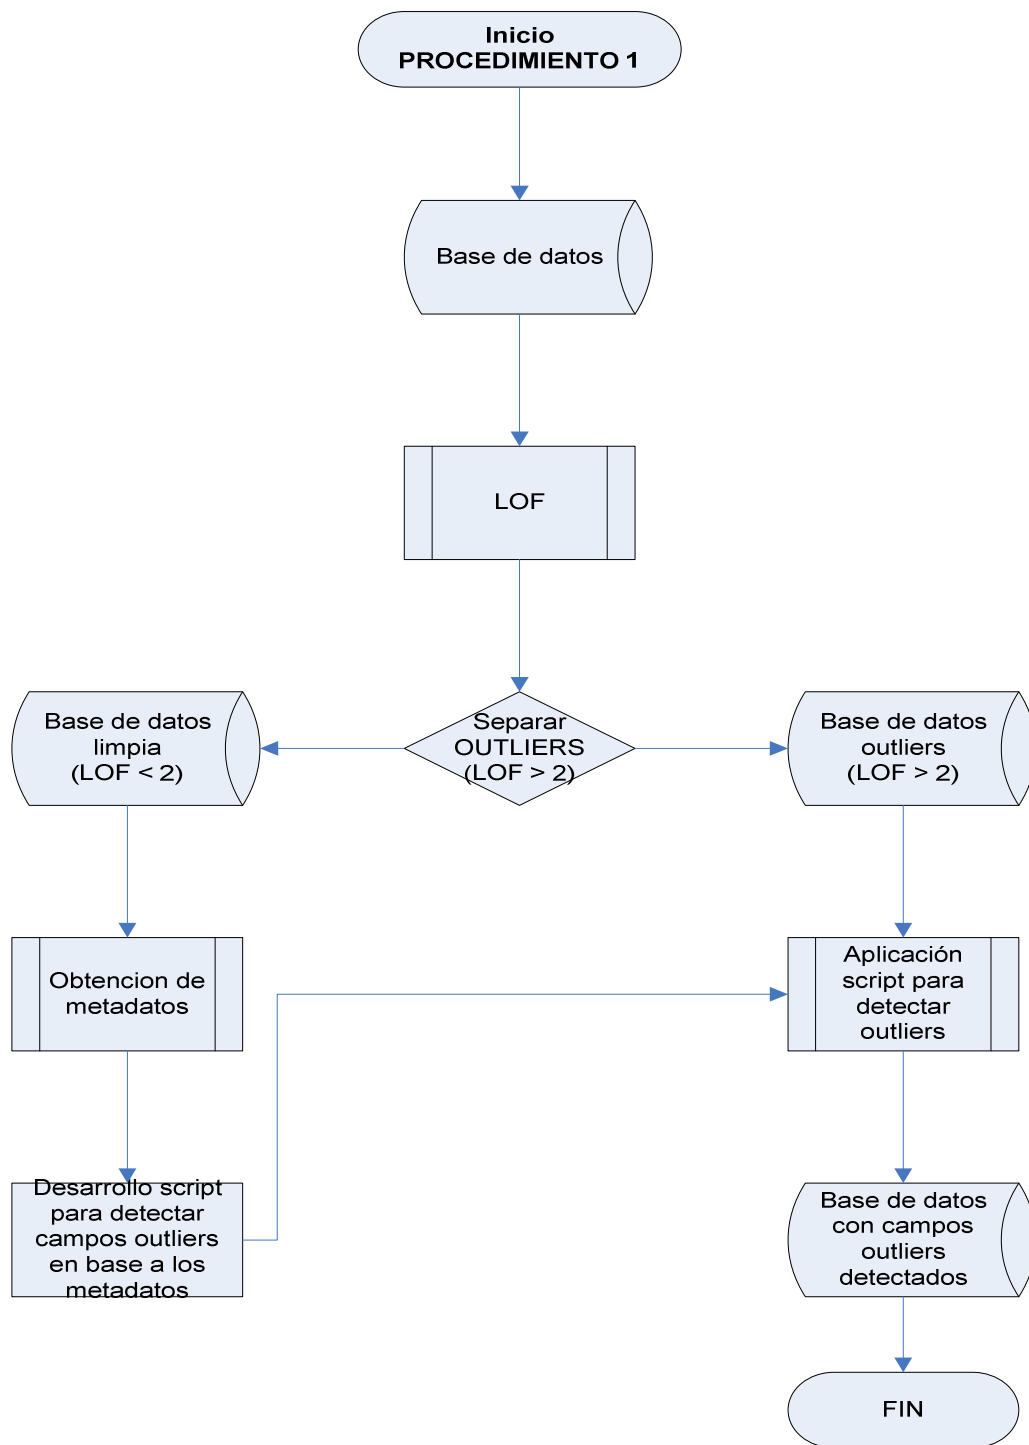 Inicio
PROCEDIMIENTO 1
Base de datos
LOF
Separar
OUTLIERS
(LOF > 2)
Base de datos
limpia
(LOF < 2)
Base de datos
outliers
(LOF > 2)
Obtencion de
metadatos
Aplicación
script para
detectar
outliers
Desarrollo script
para detectar
campos outliers
en base a los
metadatos
Base de datos
con campos
outliers
detectados
FIN